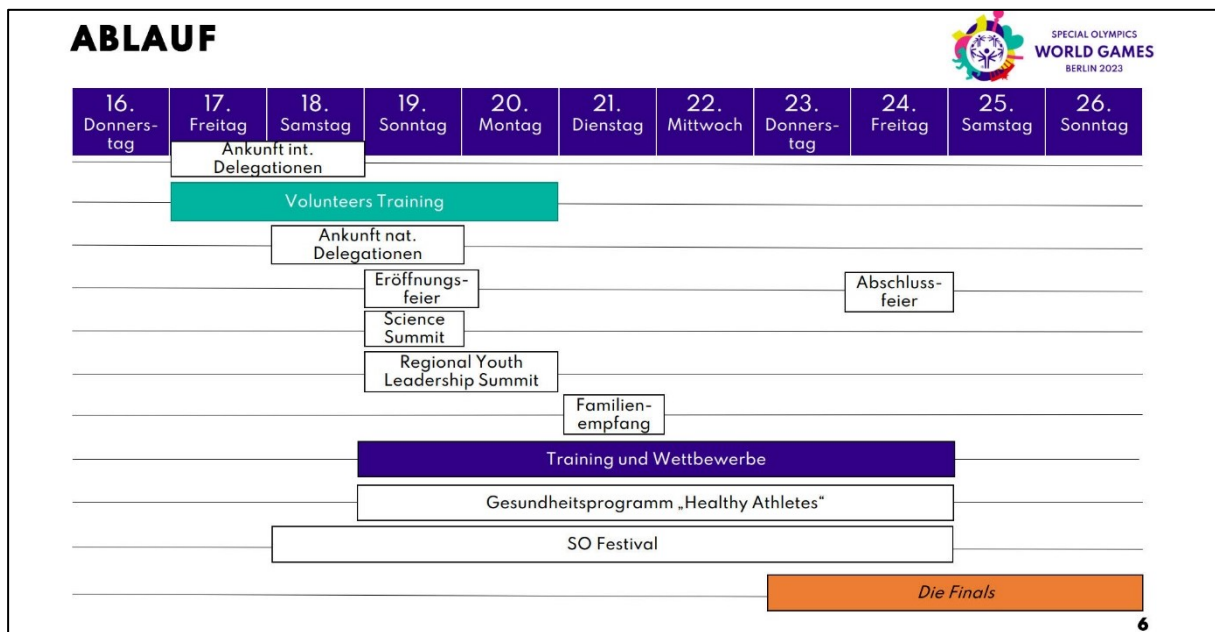 ABLAUF
SPECIAL OLYMPICS
WORLD GAMES
BERLIN 2023
16.
Donners-
tag
17.
Freitag
18.
Samstag
19.
Sonntag
20.
Montag
21.
Dienstag
22.
Mittwoch
23.
Donners-
tag
24.
Freitag
25.
Samstag
26.
Sonntag
Ankunft int.
Delegationen
Volunteers Training
Ankunft nat.
Delegationen
Eröffnungs-
feier
Abschluss-
feier
Science
Summit
Regional Youth
Leadership Summit
Familien-
empfang
Training und Wettbewerbe
Gesundheitsprogramm „Healthy Athletes“
SO Festival
Die Finals
6